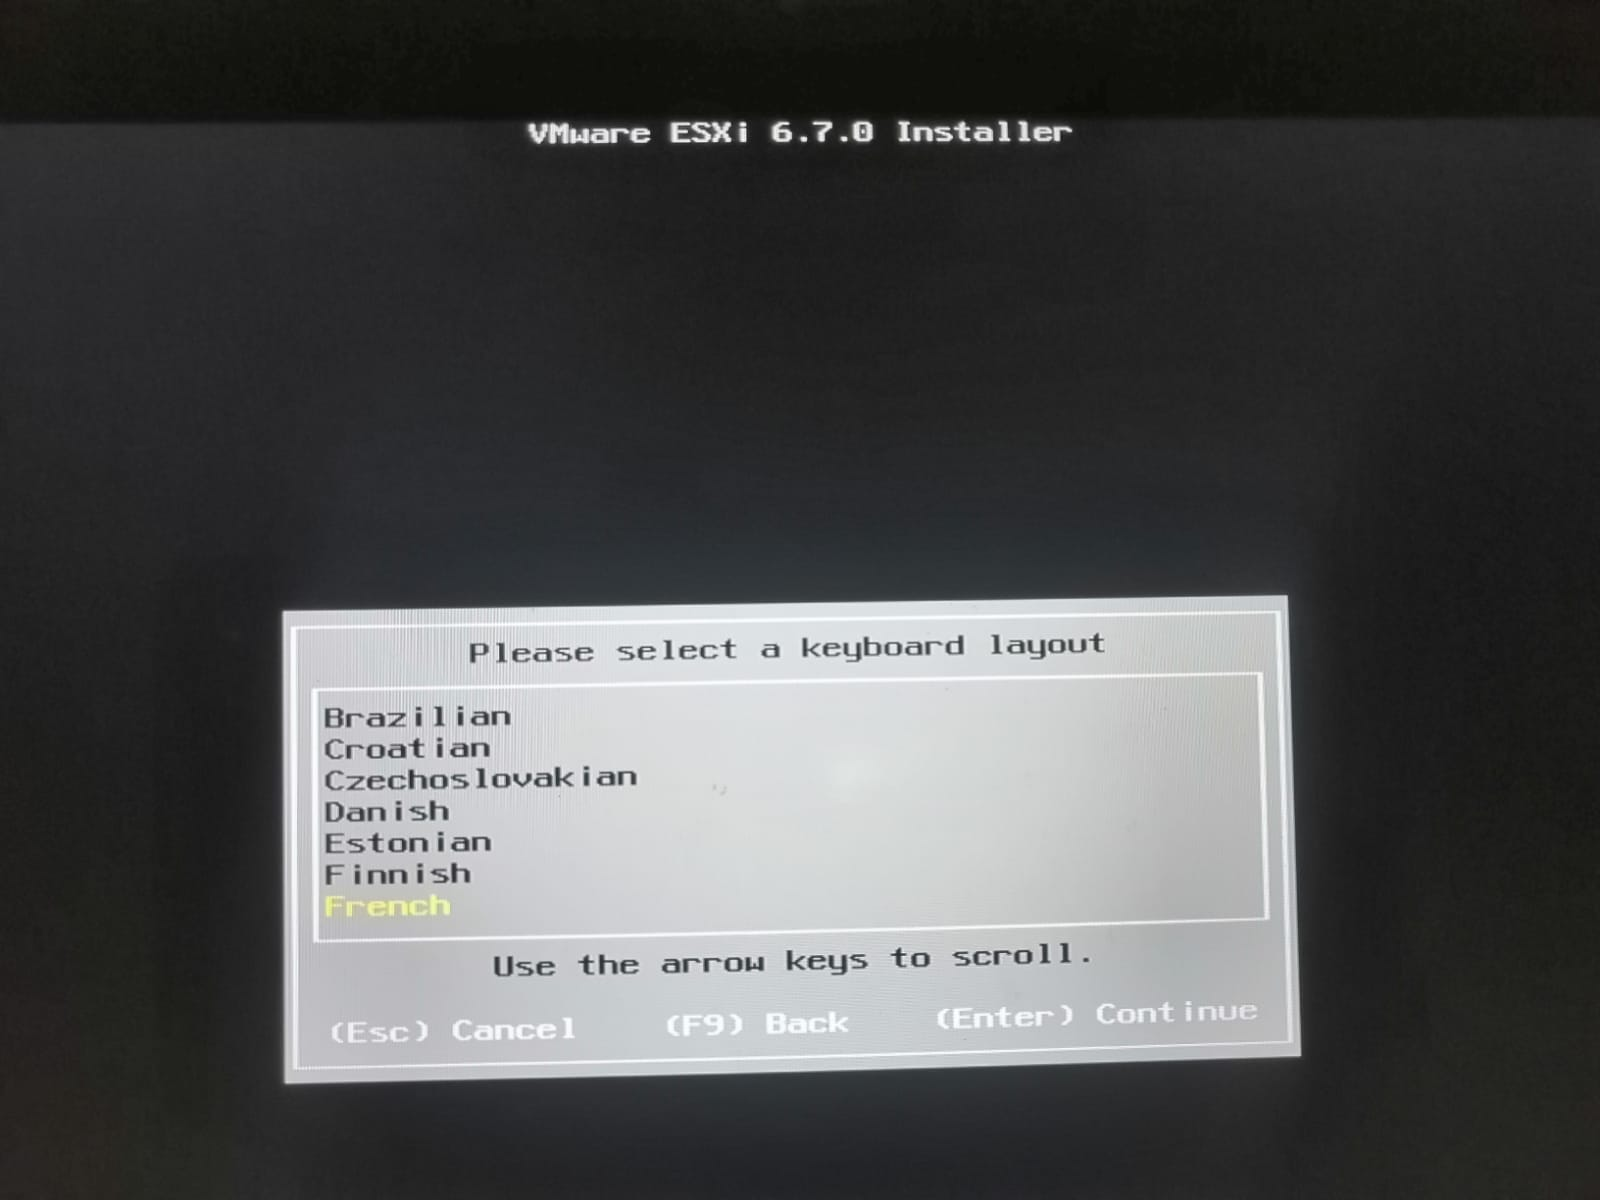 VMware ESXi 6.7.0 Installer
Please select a keyboard layout
Brazilian
Croatian
Czechoslovakian
Danish
Estonian
Finnish
French
Use the arrow keys to scroll.
(Esc) Cancel (F9) Back (Enter) Continue